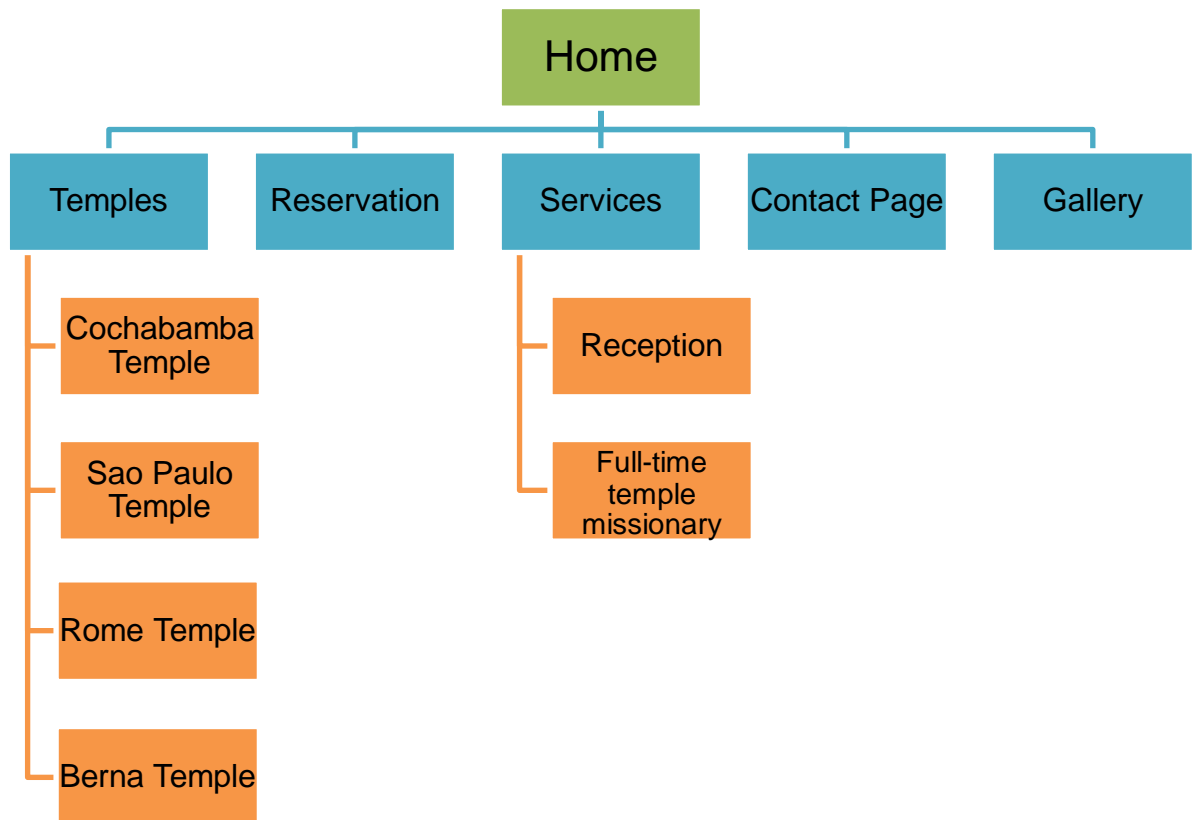 Home
Temples
Reservation
Services
Contact Page
Gallery
Cochabamba
Temple
Sao Paulo
Temple
Rome Temple
Berna Temple
Reception
Full-time
temple
missionary